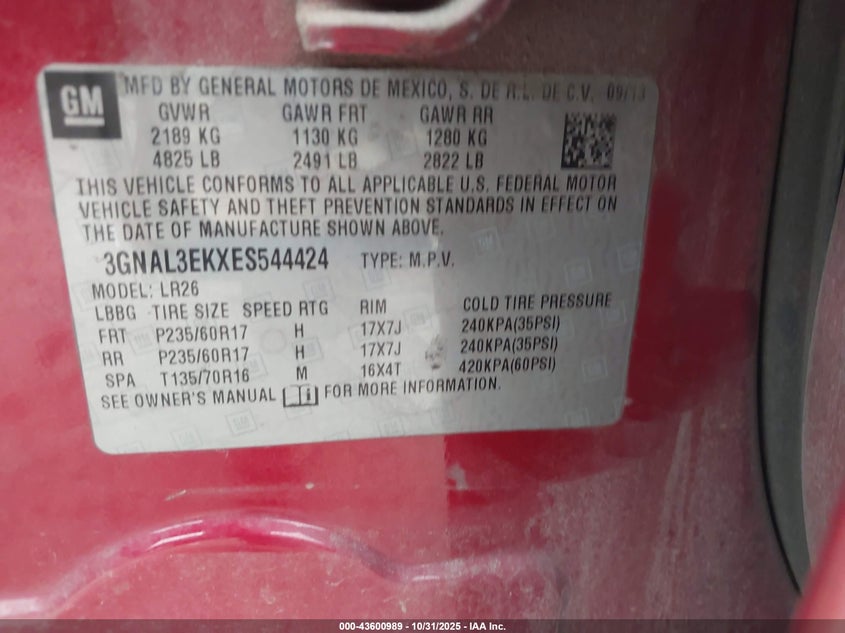 GM
MFD BY GENERAL MOTORS DE MEXICO, S. DE R.L. DE C.V. 09/13
GVWR GAWR FRT GAWR RR
2189 KG 1130 KG 1280 KG
4825 LB 2491 LB 2822 LB
THIS VEHICLE CONFORMS TO ALL APPLICABLE U.S. FEDERAL MOTOR
VEHICLE SAFETY AND THEFT PREVENTION STANDARDS IN EFFECT ON
THE DATE OF MANUFACTURE SHOWN ABOVE.
3GNAL3EKXES544424 TYPE: M.P.V.
MODEL: LR26
LBBG TIRE SIZE SPEED RTG RIM COLD TIRE PRESSURE
FRT P235/60R17 H 17X7J 240KPA(35PSI)
RR P235/60R17 H 17X7J 240KPA(35PSI)
SPA T135/70R16 M 16X4T 420KPA(60PSI)
SEE OWNER'S MANUAL FOR MORE INFORMATION.
000-43600989 - 10/31/2025 - IAA Inc.